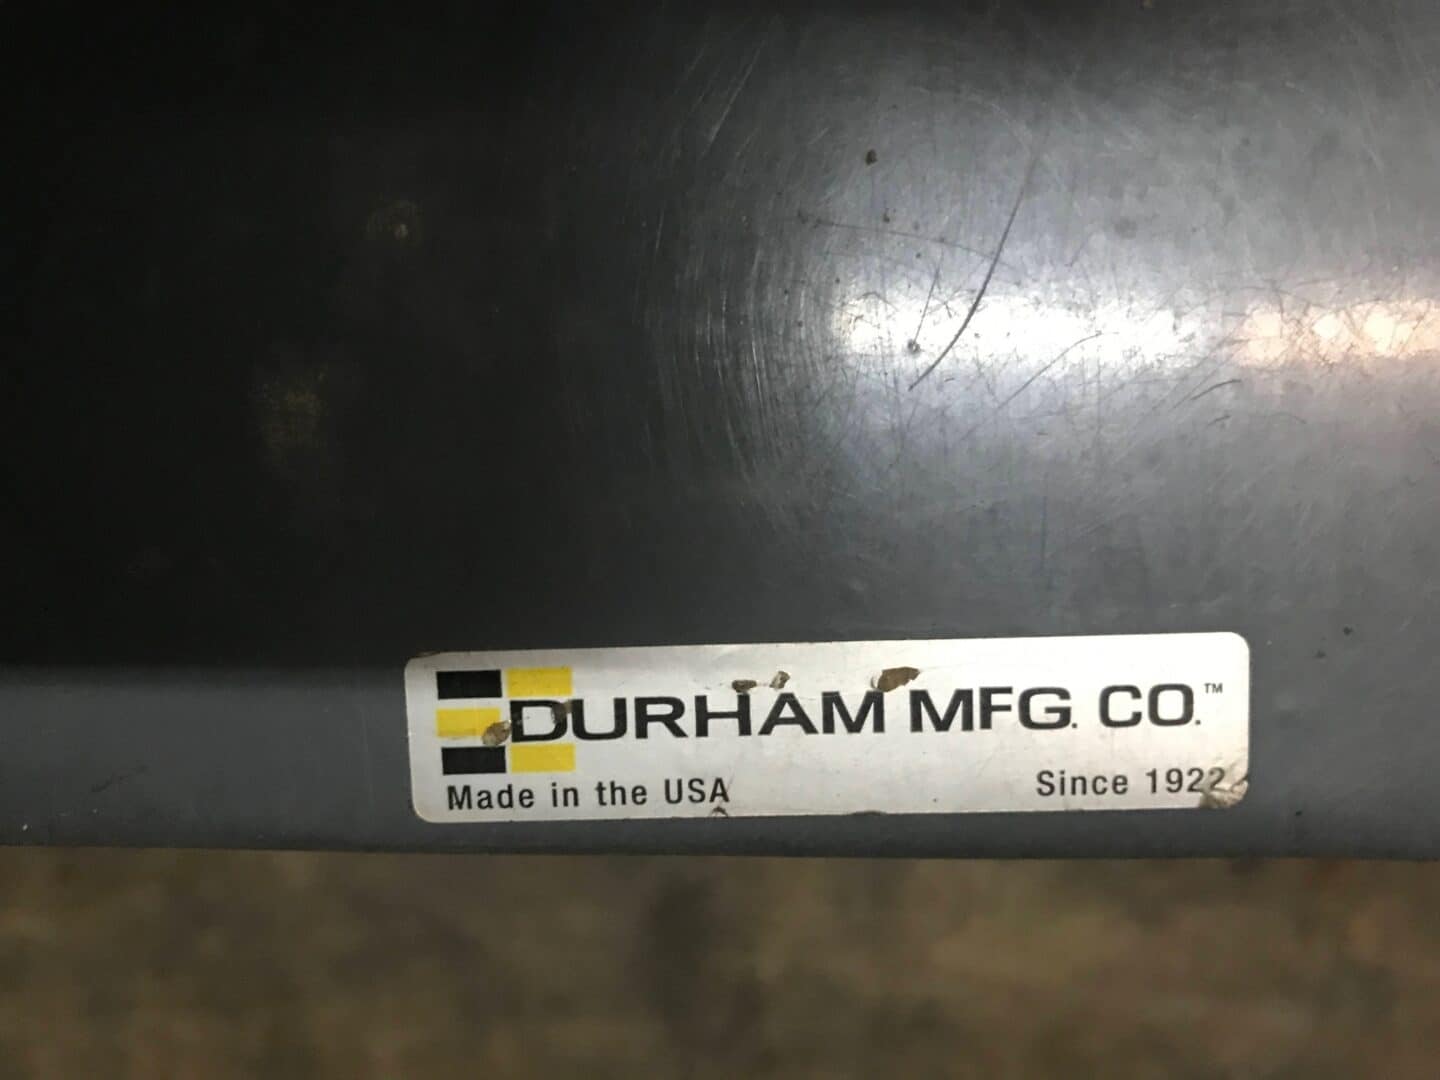 DURHAM MFG. CO.™
Made in the USA
Since 1922